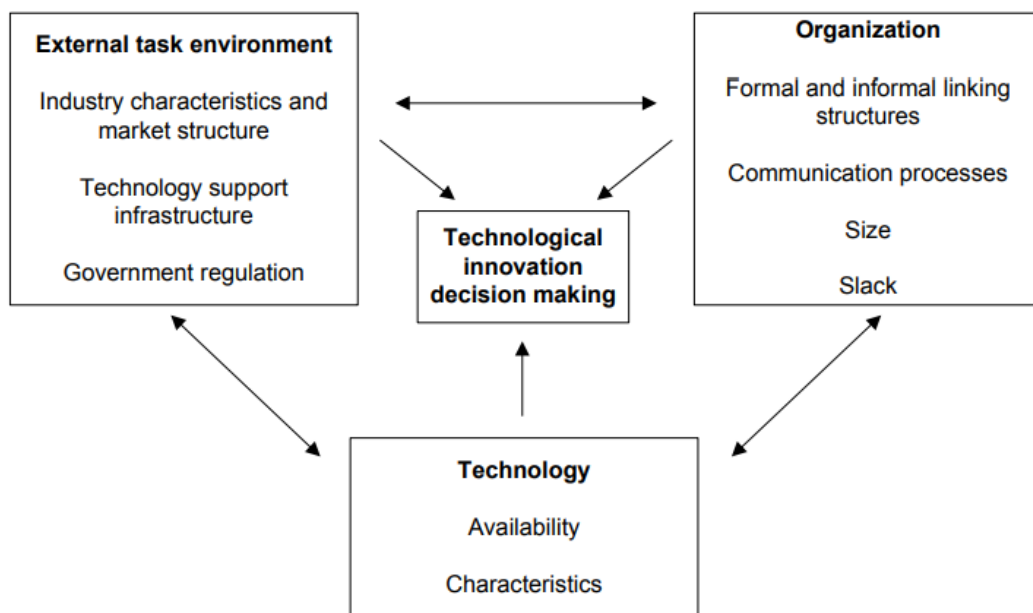 External task environment
Industry characteristics and
market structure
Technology support
infrastructure
Government regulation
Organization
Formal and informal linking
structures
Communication processes
Size
Slack
Technological
innovation
decision making
Technology
Availability
Characteristics